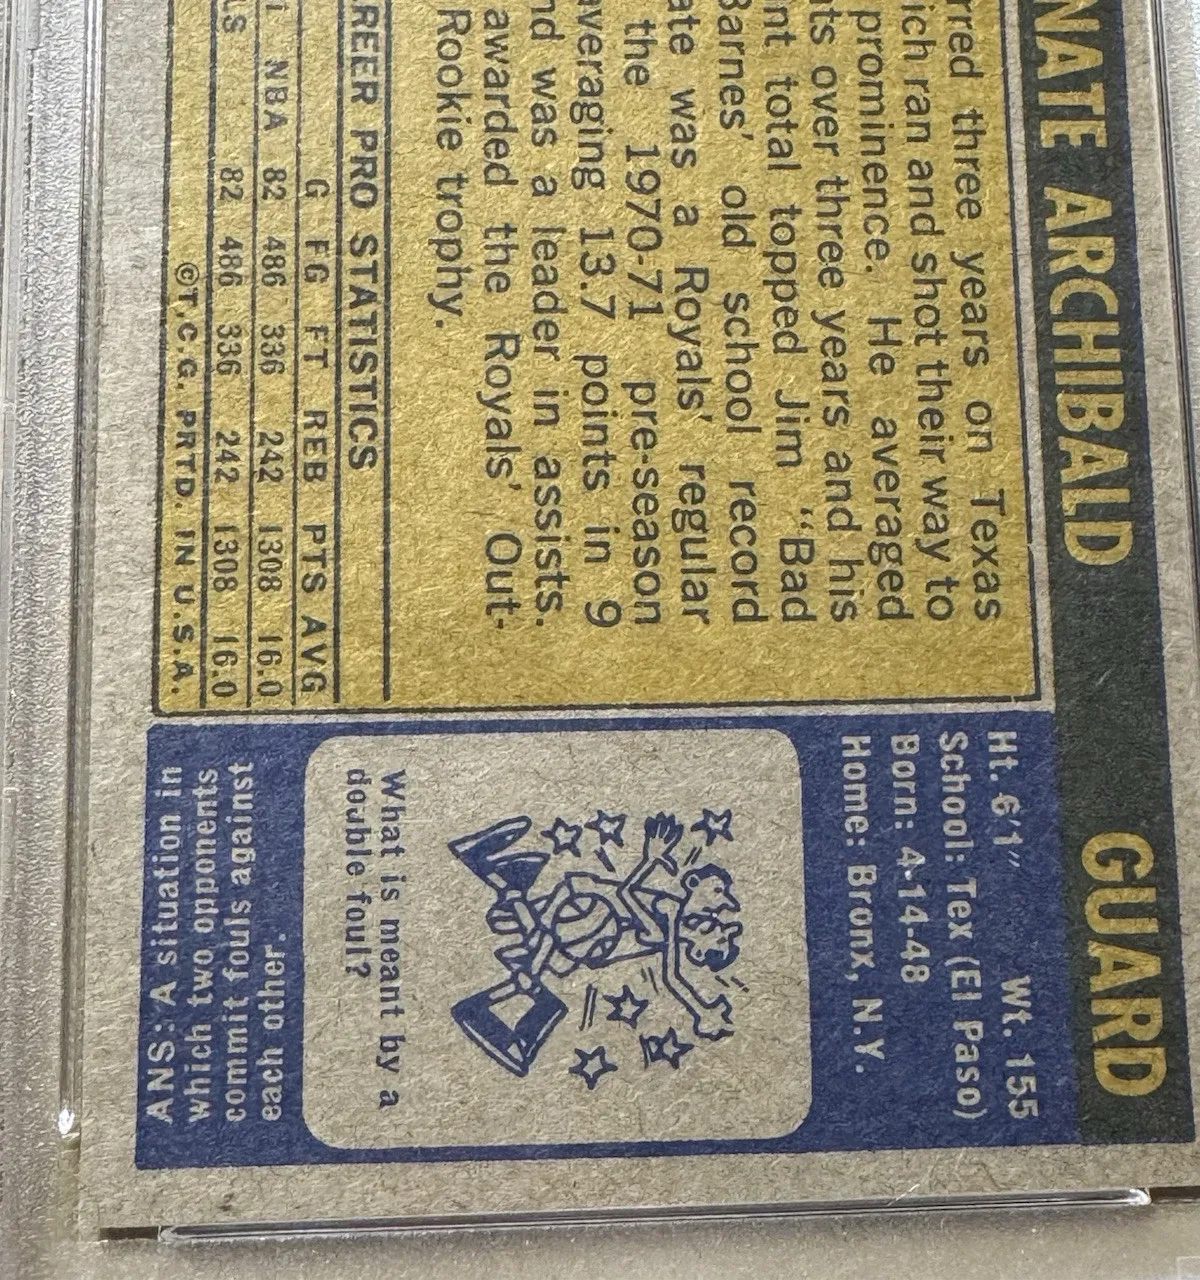 NATE ARCHIBALD GUARD
rred three years on Texas
ich ran and shot their way to
prominence. He averaged
ts over three years and his
nt total topped Jim "Bad
Barnes' old school record
ate was a Royals' regular
the 1970-71 pre-season
averaging 13.7 points in 9
nd was a leader in assists.
awarded the Royals' Out-
Rookie trophy.
REER PRO STATISTICS
G FG FT REB PTS AVG
NBA 82 486 336 242 1308 16.0
LS 82 486 336 242 1308 16.0
©T.C.G. PRTD. IN U.S.A.
Ht. 6'1" Wt. 155
School: Tex (El Paso)
Born: 4-14-48
Home: Bronx, N.Y.
What is meant by a
double foul?
ANS: A situation in
which two opponents
commit fouls against
each other.